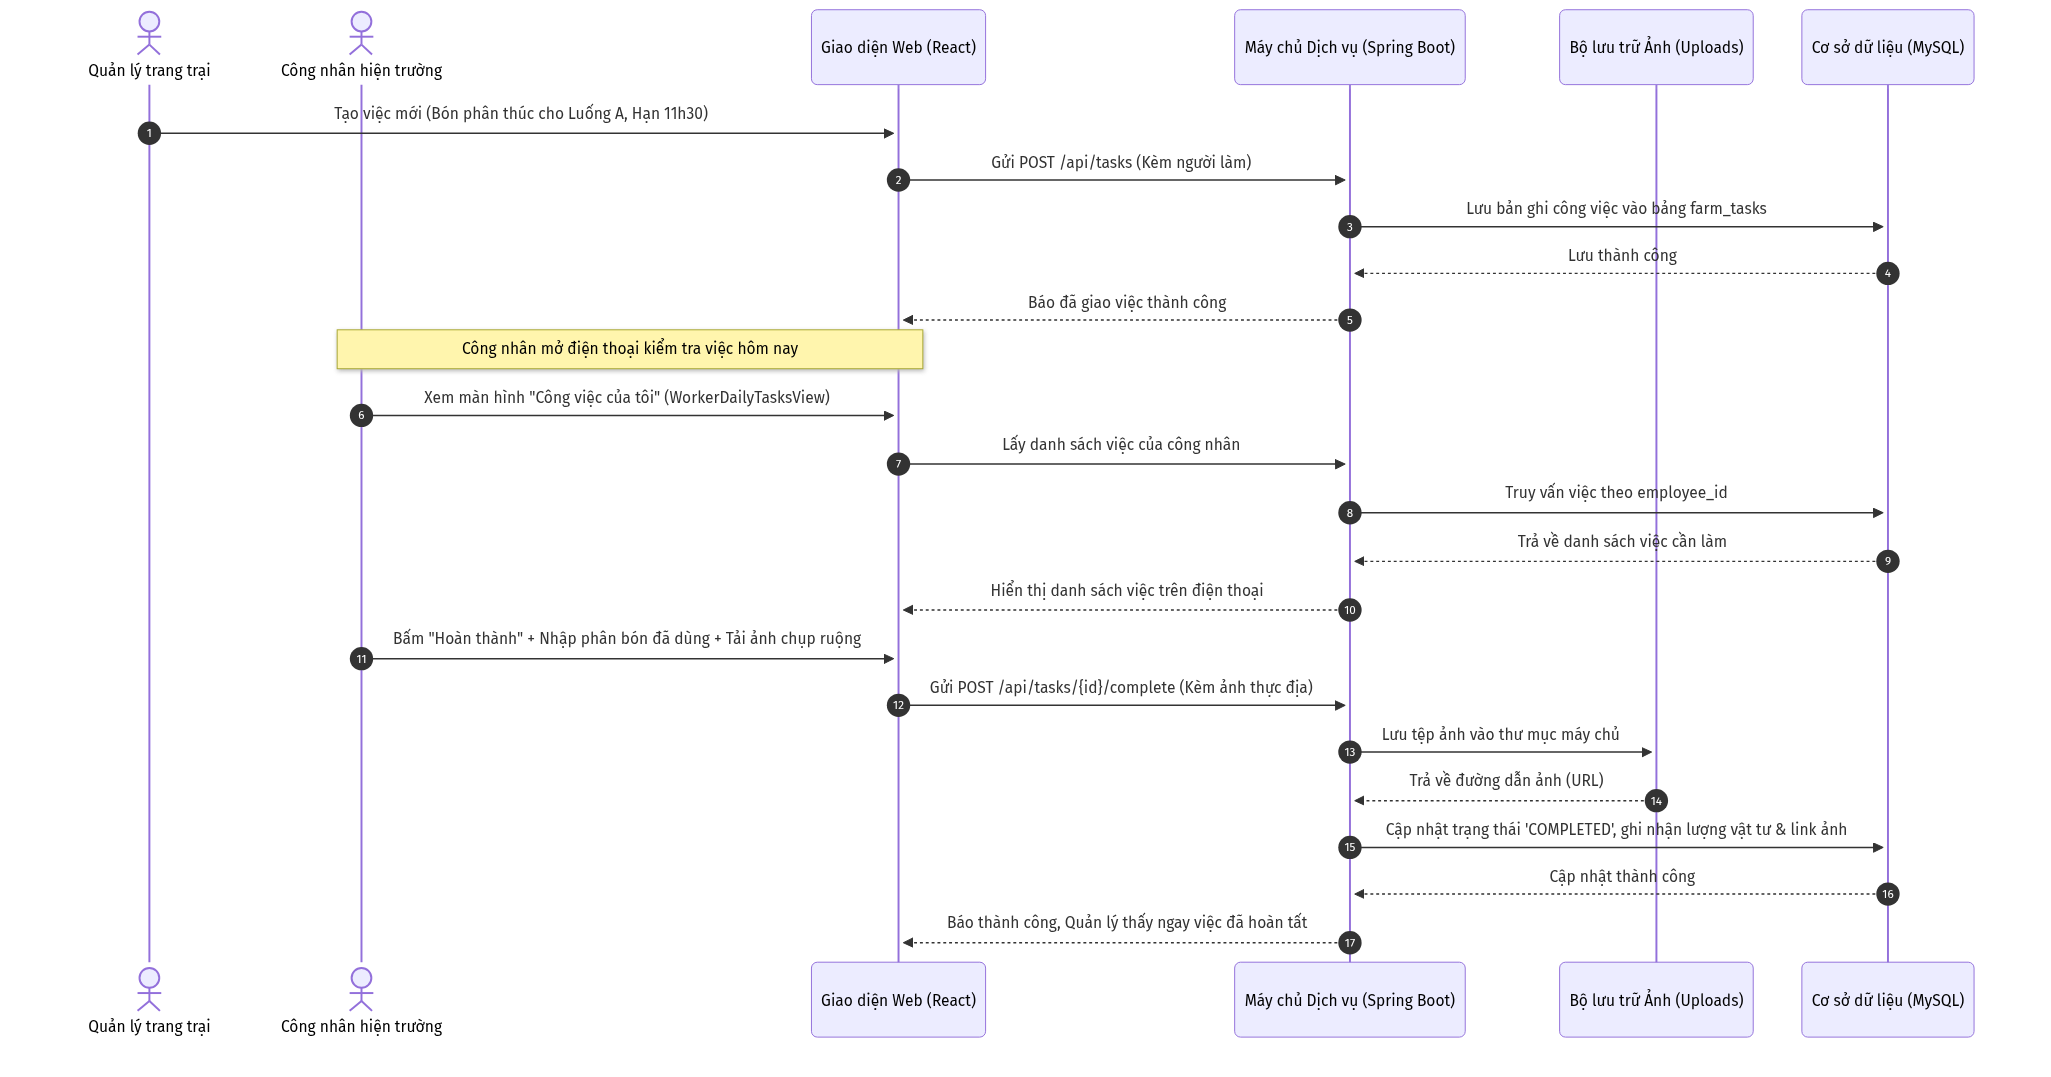 Quản lý trang trại
Công nhân hiện trường
Giao diện Web (React)
Máy chủ Dịch vụ (Spring Boot)
Bộ lưu trữ Ảnh (Uploads)
Cơ sở dữ liệu (MySQL)
Tạo việc mới (Bón phân thúc cho Luống A, Hạn 11h30)
1
Gửi POST /api/tasks (Kèm người làm)
2
Lưu bản ghi công việc vào bảng farm_tasks
3
Lưu thành công
4
Báo đã giao việc thành công
5
Công nhân mở điện thoại kiểm tra việc hôm nay
Xem màn hình "Công việc của tôi" (WorkerDailyTasksView)
6
Lấy danh sách việc của công nhân
7
Truy vấn việc theo employee_id
8
Trả về danh sách việc cần làm
9
Hiển thị danh sách việc trên điện thoại
10
Bấm "Hoàn thành" + Nhập phân bón đã dùng + Tải ảnh chụp ruộng
11
Gửi POST /api/tasks/{id}/complete (Kèm ảnh thực địa)
12
Lưu tệp ảnh vào thư mục máy chủ
13
Trả về đường dẫn ảnh (URL)
14
Cập nhật trạng thái 'COMPLETED', ghi nhận lượng vật tư & link ảnh
15
Cập nhật thành công
16
Báo thành công, Quản lý thấy ngay việc đã hoàn tất
17
Quản lý trang trại
Công nhân hiện trường
Giao diện Web (React)
Máy chủ Dịch vụ (Spring Boot)
Bộ lưu trữ Ảnh (Uploads)
Cơ sở dữ liệu (MySQL)